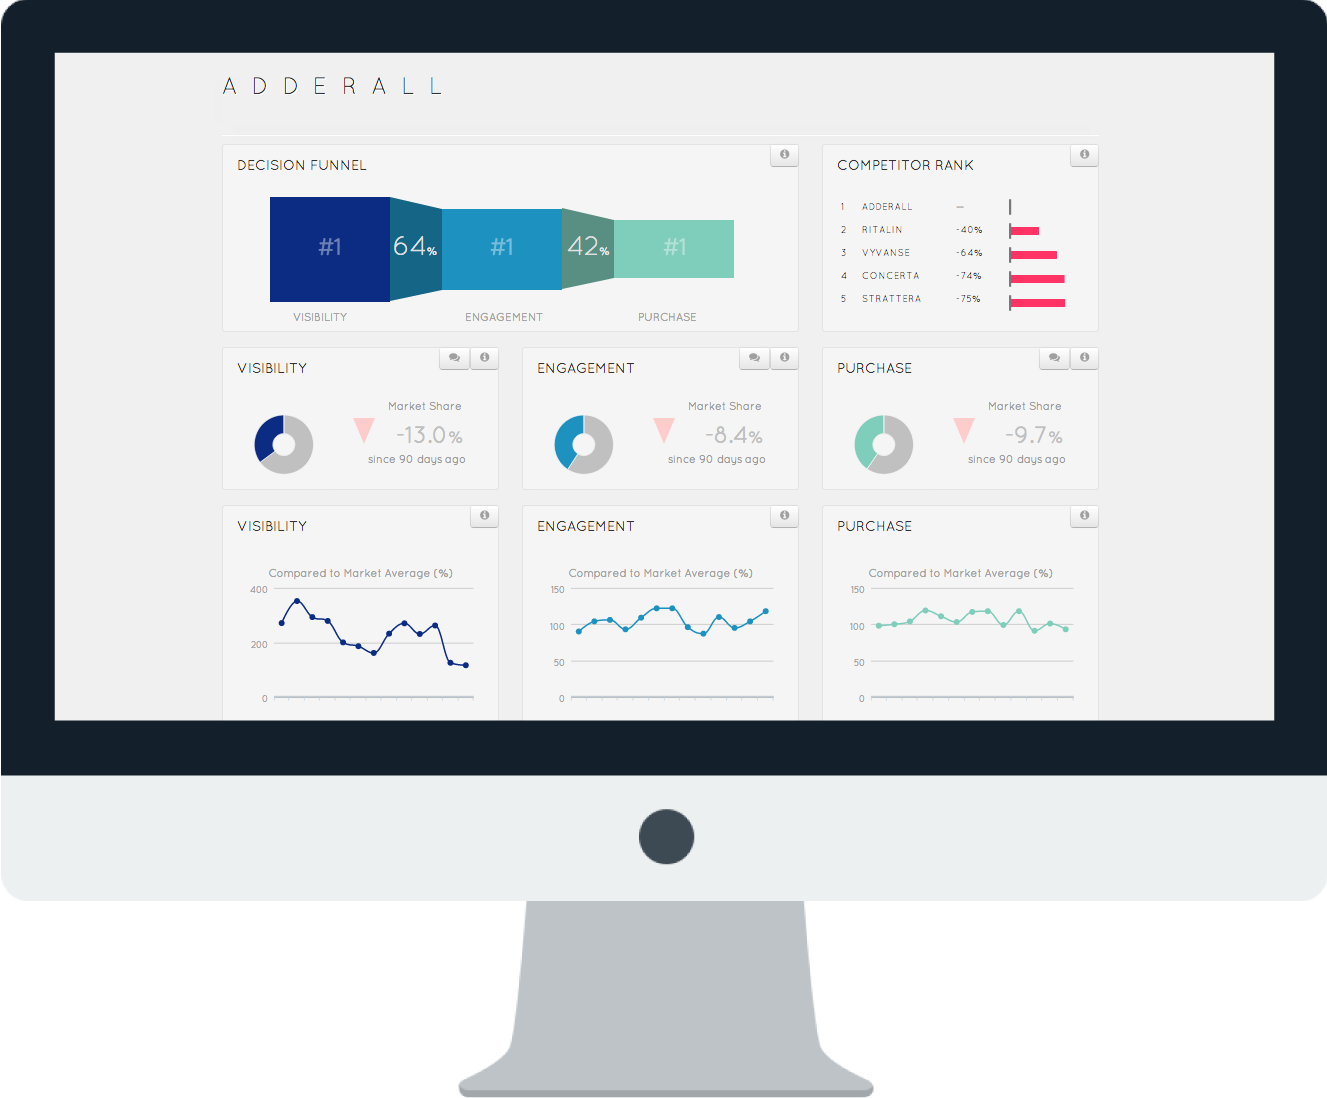 ADDERALL
DECISION FUNNEL
#1
64%
#1
42%
#1
VISIBILITY
ENGAGEMENT
PURCHASE
COMPETITOR RANK
1 ADDERALL —
2 RITALIN -40%
3 VYVANSE -64%
4 CONCERTA -74%
5 STRATTERA -75%
VISIBILITY
Market Share
-13.0%
since 90 days ago
ENGAGEMENT
Market Share
-8.4%
since 90 days ago
PURCHASE
Market Share
-9.7%
since 90 days ago
VISIBILITY
Compared to Market Average (%)
400
200
0
ENGAGEMENT
Compared to Market Average (%)
150
100
50
0
PURCHASE
Compared to Market Average (%)
150
100
50
0